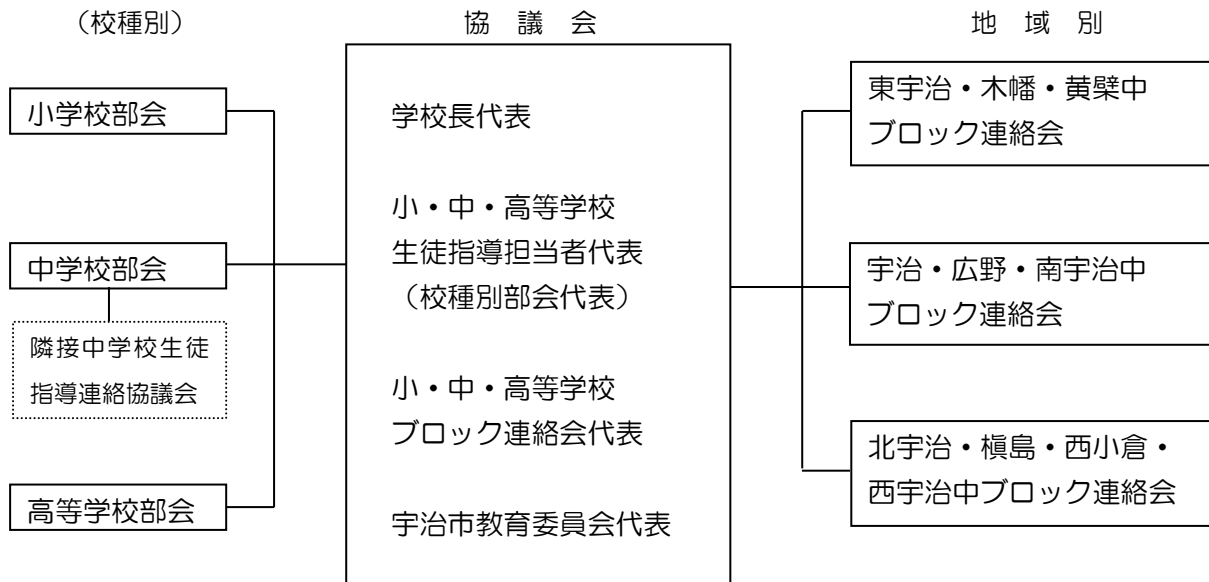 （校種別）
小学校部会
中学校部会
隣接中学校生徒
指導連絡協議会
高等学校部会
協　議　会
学校長代表
小・中・高等学校
生徒指導担当者代表
（校種別部会代表）
小・中・高等学校
ブロック連絡会代表
宇治市教育委員会代表
地　域　別
東宇治・木幡・黄檗中
ブロック連絡会
宇治・広野・南宇治中
ブロック連絡会
北宇治・槇島・西小倉・
西宇治中ブロック連絡会